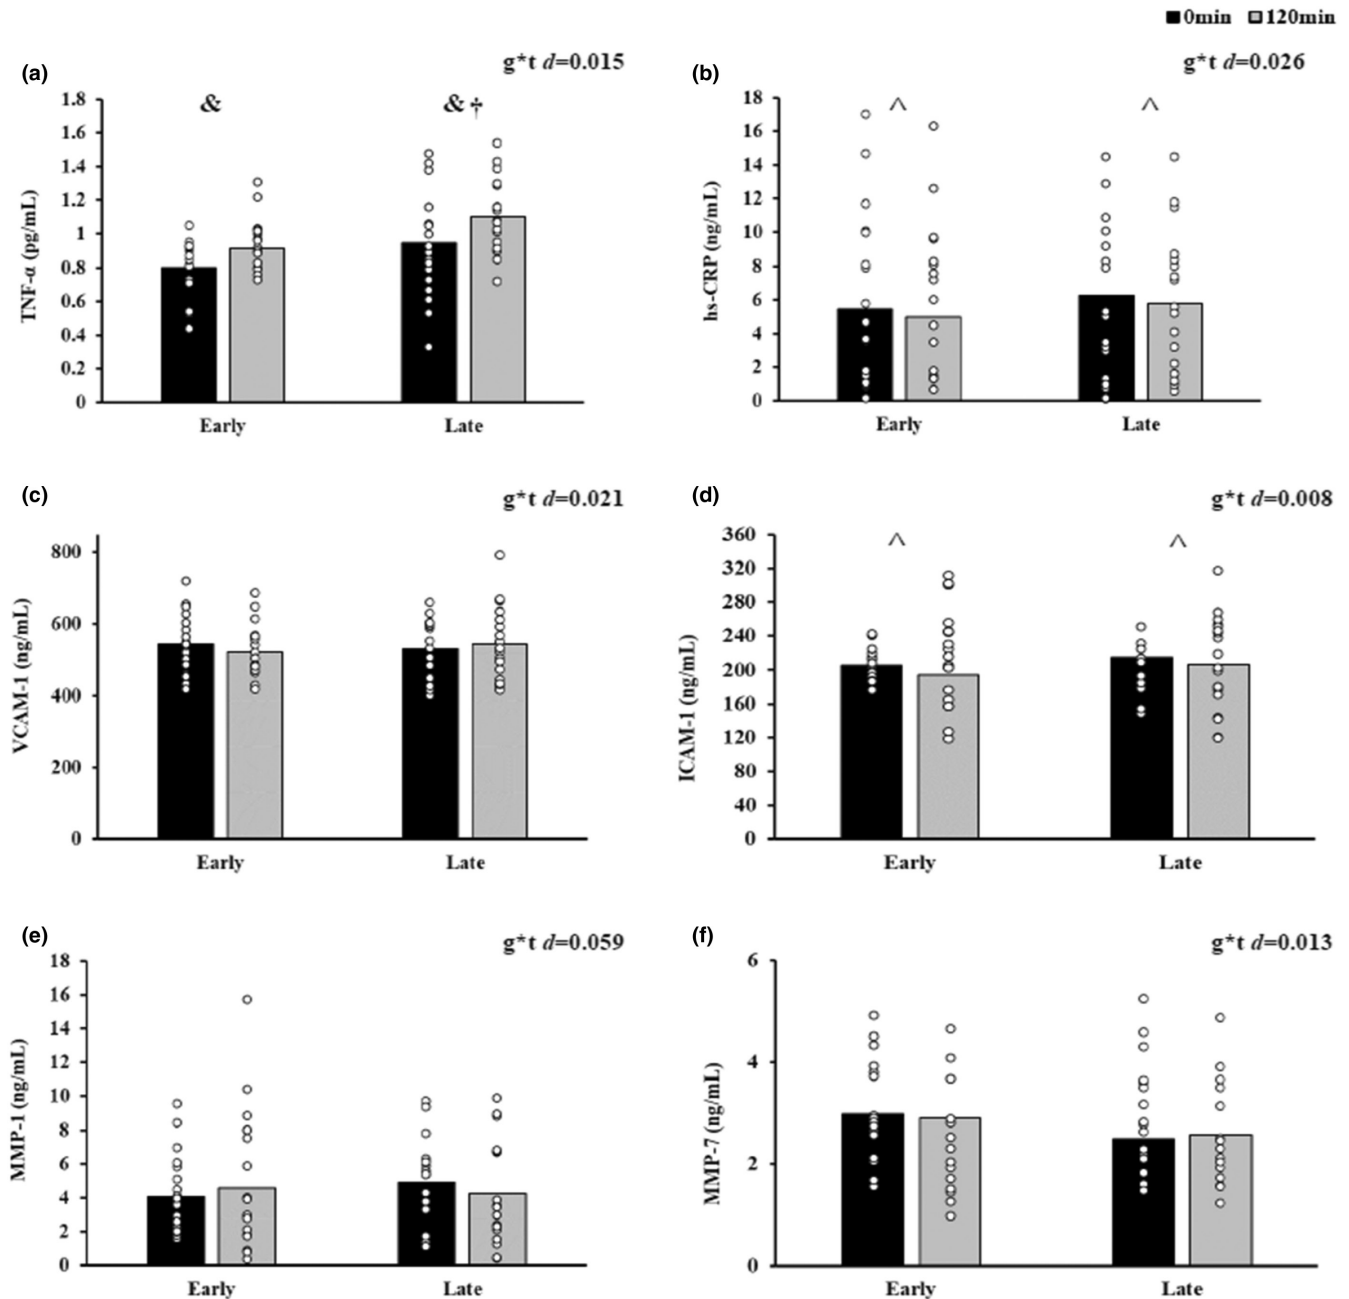 0min 120min
(a)
g*t d=0.015
& & †
1.8
1.6
1.4
1.2
1
0.8
0.6
0.4
0.2
0
TNF-α (pg/mL)
Early Late
(b)
g*t d=0.026
^ ^
18
16
14
12
10
8
6
4
2
0
hs-CRP (ng/mL)
Early Late
(c)
g*t d=0.021
800
600
400
200
0
VCAM-1 (ng/mL)
Early Late
(d)
g*t d=0.008
^ ^
360
320
280
240
200
160
120
80
40
0
ICAM-1 (ng/mL)
Early Late
(e)
g*t d=0.059
18
16
14
12
10
8
6
4
2
0
MMP-1 (ng/mL)
Early Late
(f)
g*t d=0.013
6
4
2
0
MMP-7 (ng/mL)
Early Late